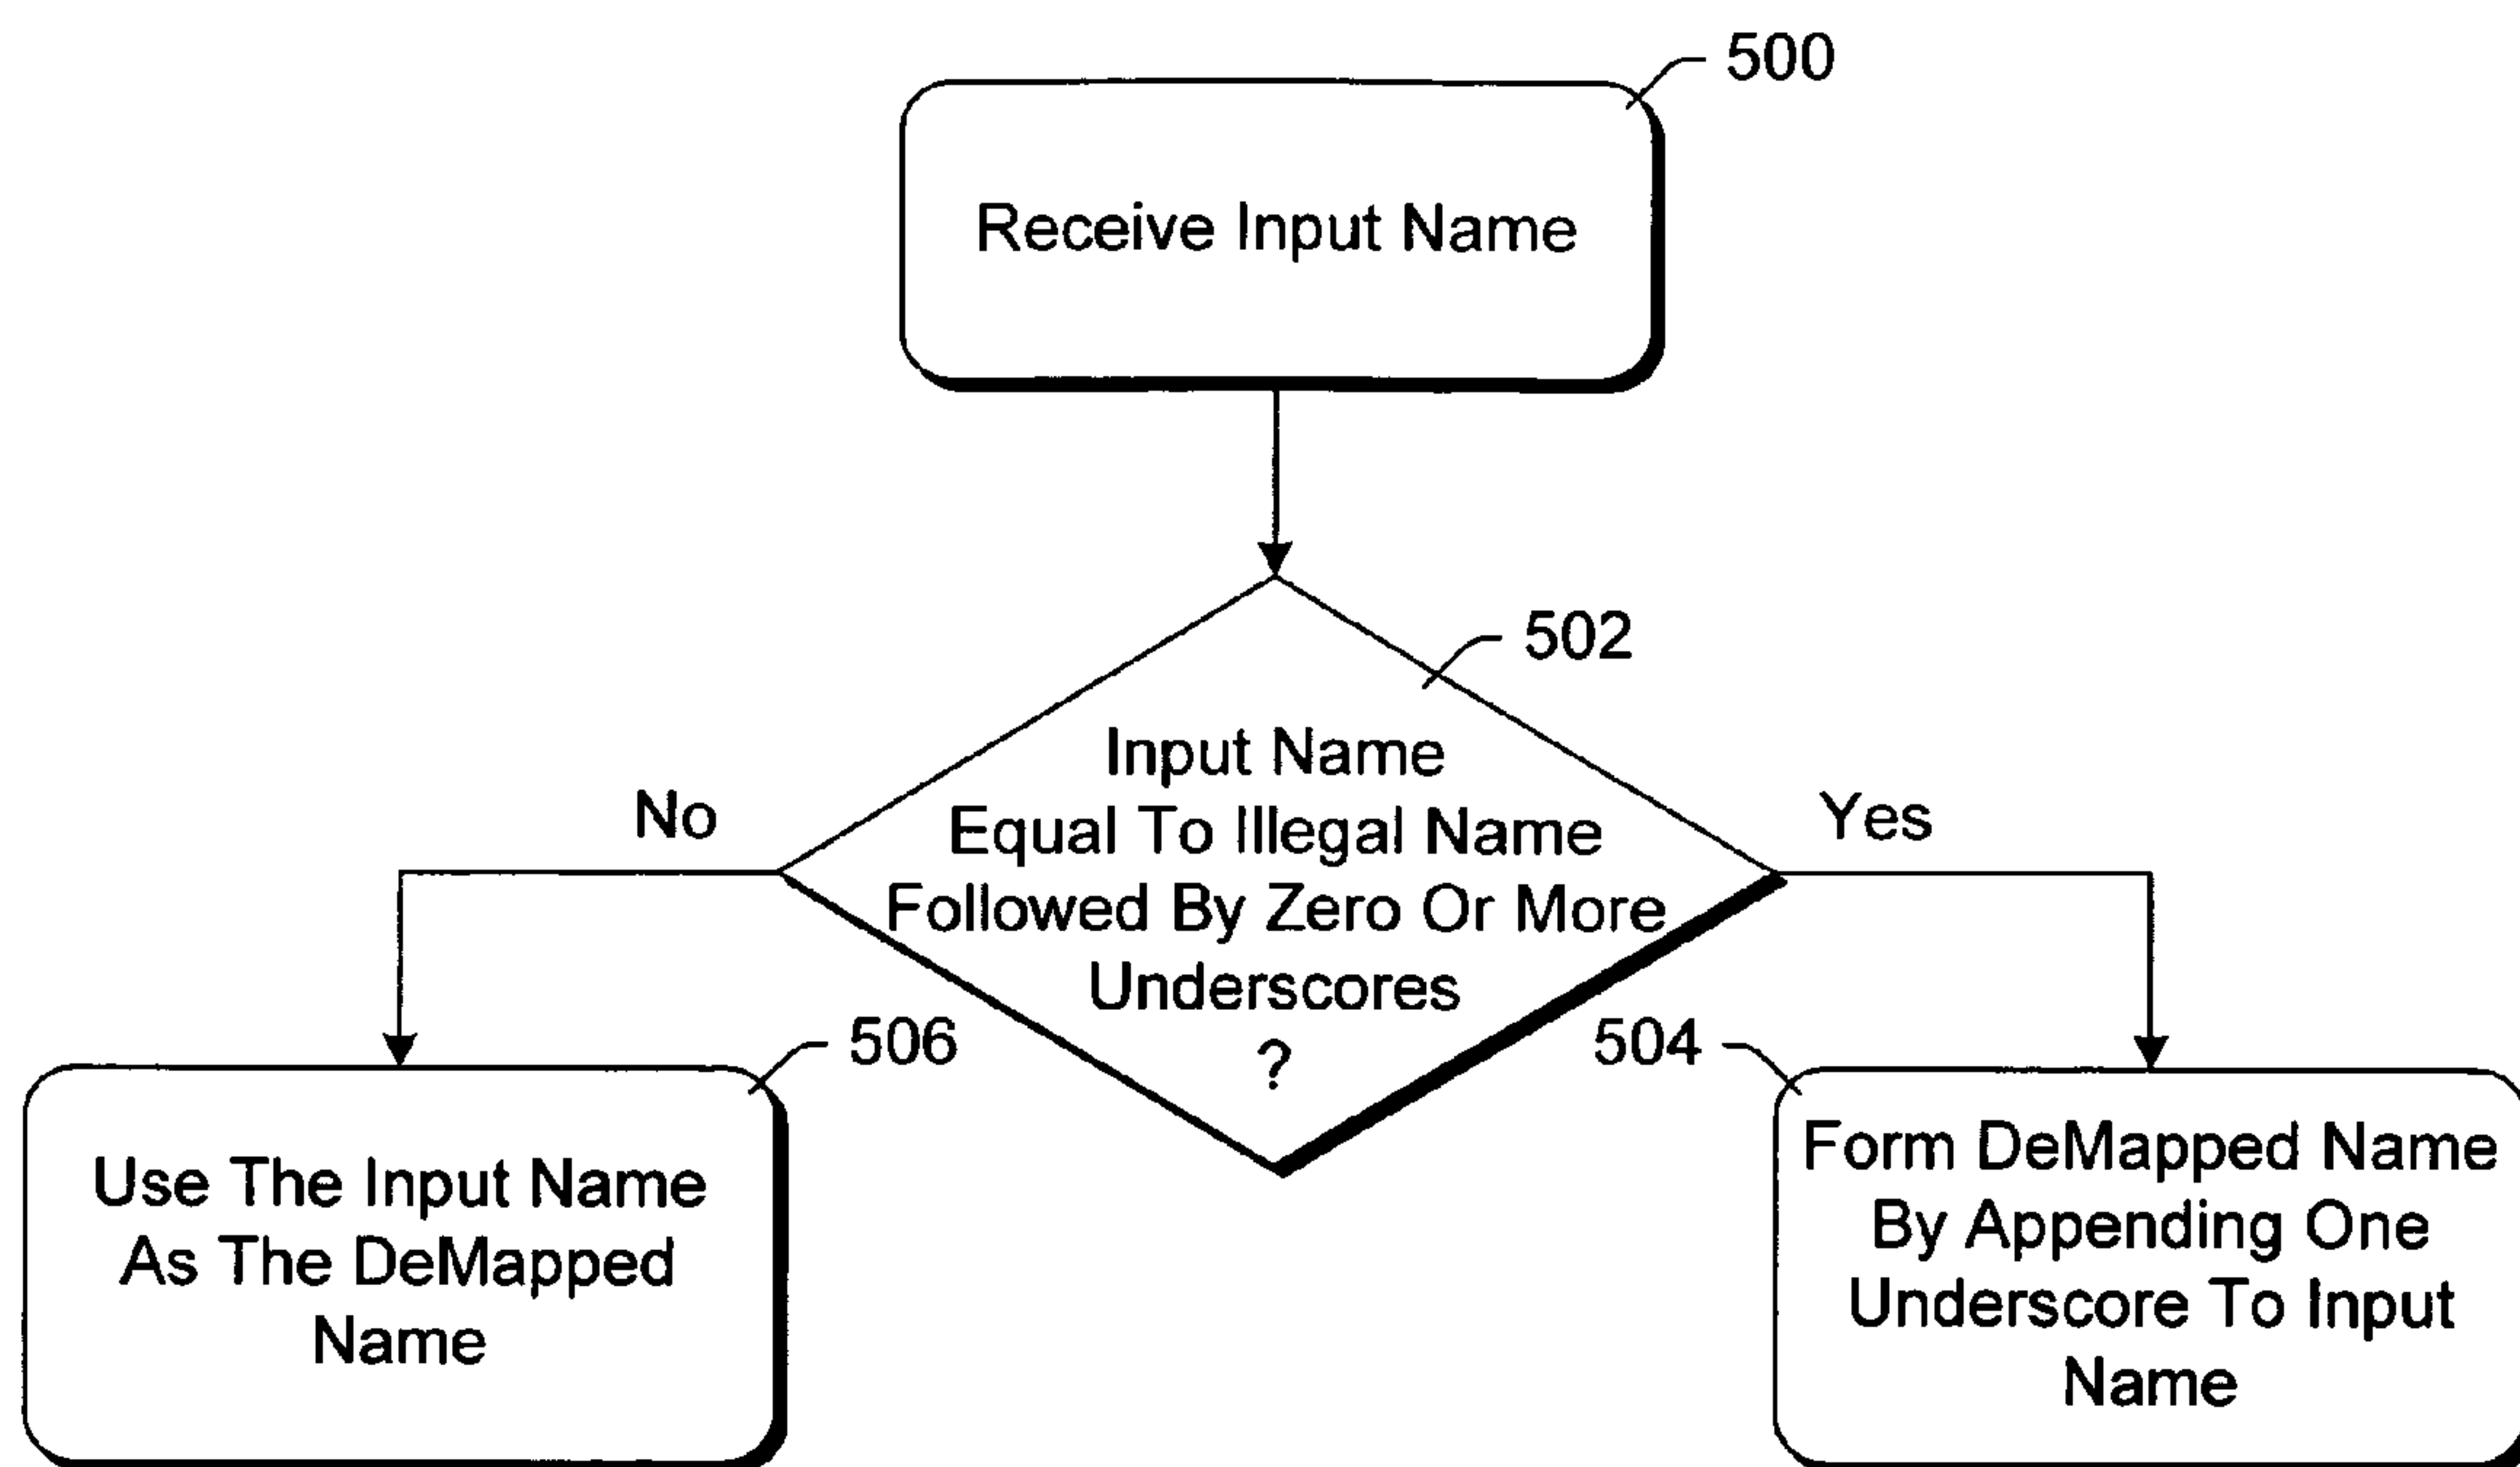 500
Receive Input Name
502
Input Name
Equal To Illegal Name
Followed By Zero Or More
Underscores
?
No
Yes
506
Use The Input Name
As The DeMapped
Name
504
Form DeMapped Name
By Appending One
Underscore To Input
Name